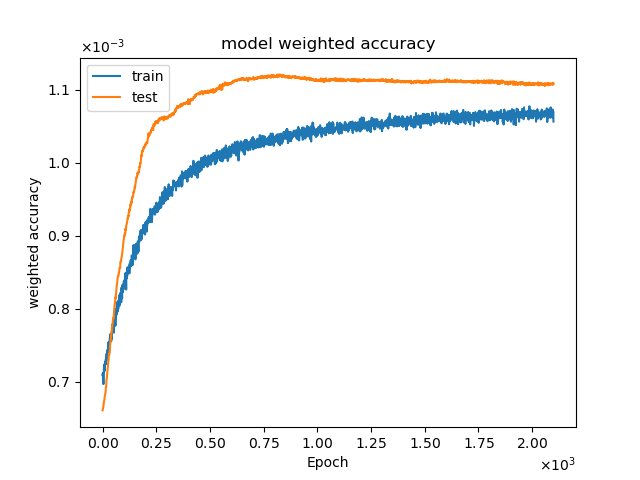 ×10⁻³
model weighted accuracy
train
test
1.1
1.0
0.9
0.8
0.7
weighted accuracy
0.00 0.25 0.50 0.75 1.00 1.25 1.50 1.75 2.00
Epoch
×10³